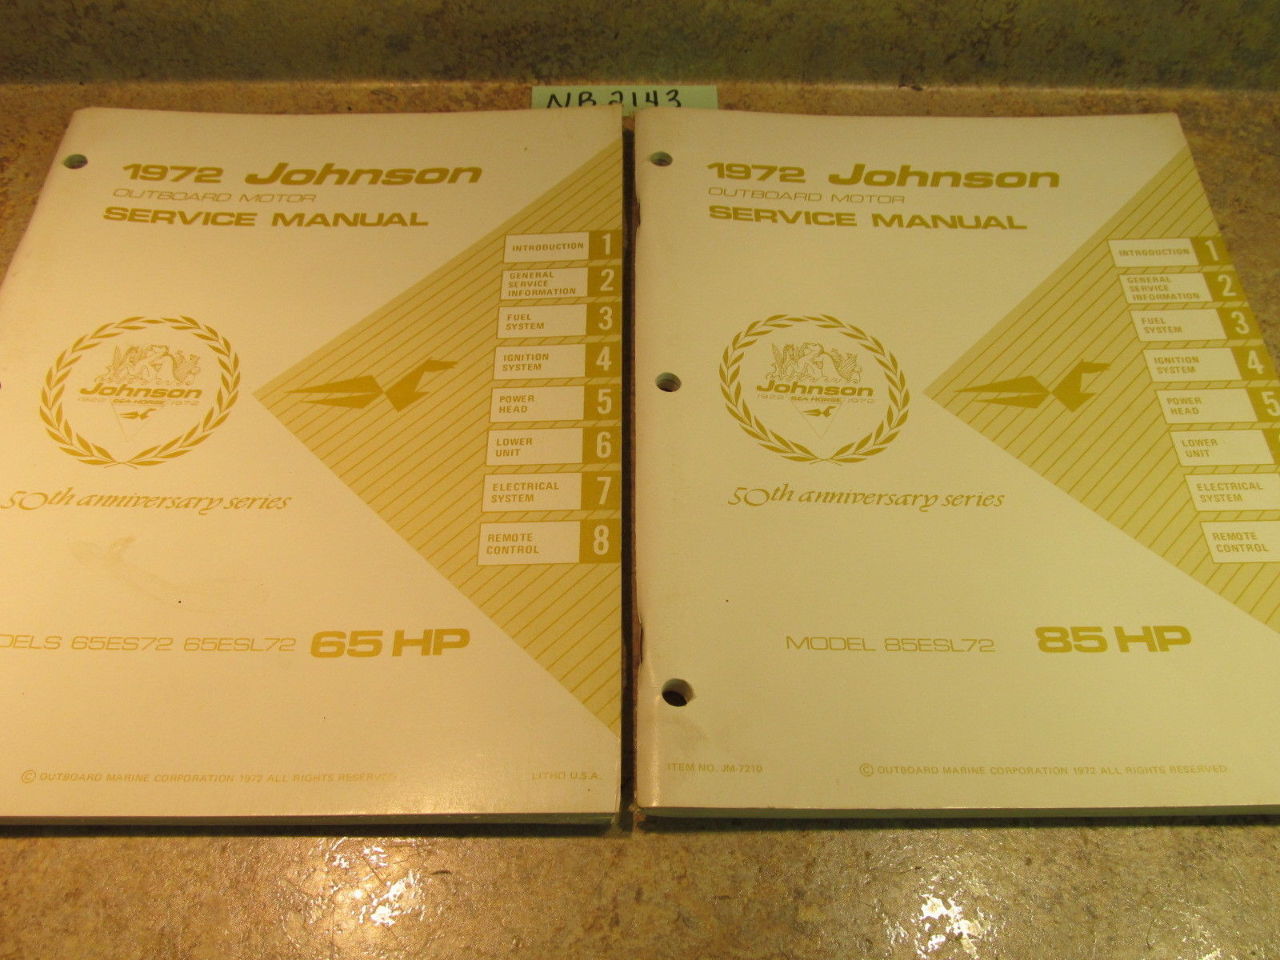 NB 2143
1972 Johnson
OUTBOARD MOTOR
SERVICE MANUAL
INTRODUCTION 1
GENERAL
SERVICE
INFORMATION 2
FUEL
SYSTEM 3
IGNITION
SYSTEM 4
POWER
HEAD 5
LOWER
UNIT 6
ELECTRICAL
SYSTEM 7
REMOTE
CONTROL 8
Johnson
1922 SEA HORSE 1972
50th anniversary series
DELS 65ES72 65ESL72 65 HP
© OUTBOARD MARINE CORPORATION 1972 ALL RIGHTS RESERVED
LITHO U.S.A.
1972 Johnson
OUTBOARD MOTOR
SERVICE MANUAL
INTRODUCTION 1
GENERAL
SERVICE
INFORMATION 2
FUEL
SYSTEM 3
IGNITION
SYSTEM 4
POWER
HEAD 5
LOWER
UNIT
ELECTRICAL
SYSTEM
REMOTE
CONTROL
Johnson
1922 SEA HORSE 1972
50th anniversary series
MODEL 85ESL72 85 HP
ITEM NO. JM-7210
© OUTBOARD MARINE CORPORATION 1972 ALL RIGHTS RESERVED